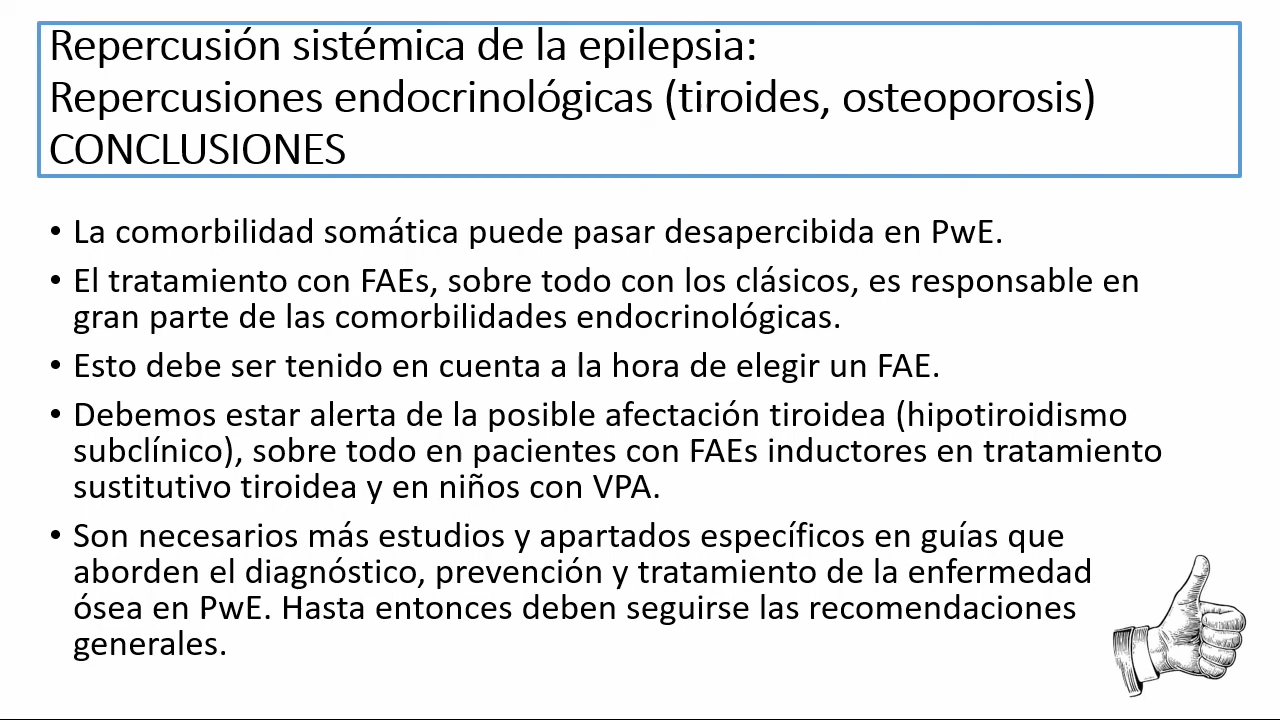 Repercusión sistémica de la epilepsia:
Repercusiones endocrinológicas (tiroides, osteoporosis)
CONCLUSIONES
• La comorbilidad somática puede pasar desapercibida en PwE.
• El tratamiento con FAEs, sobre todo con los clásicos, es responsable en
gran parte de las comorbilidades endocrinológicas.
• Esto debe ser tenido en cuenta a la hora de elegir un FAE.
• Debemos estar alerta de la posible afectación tiroidea (hipotiroidismo
subclínico), sobre todo en pacientes con FAEs inductores en tratamiento
sustitutivo tiroidea y en niños con VPA.
• Son necesarios más estudios y apartados específicos en guías que
aborden el diagnóstico, prevención y tratamiento de la enfermedad
ósea en PwE. Hasta entonces deben seguirse las recomendaciones
generales.